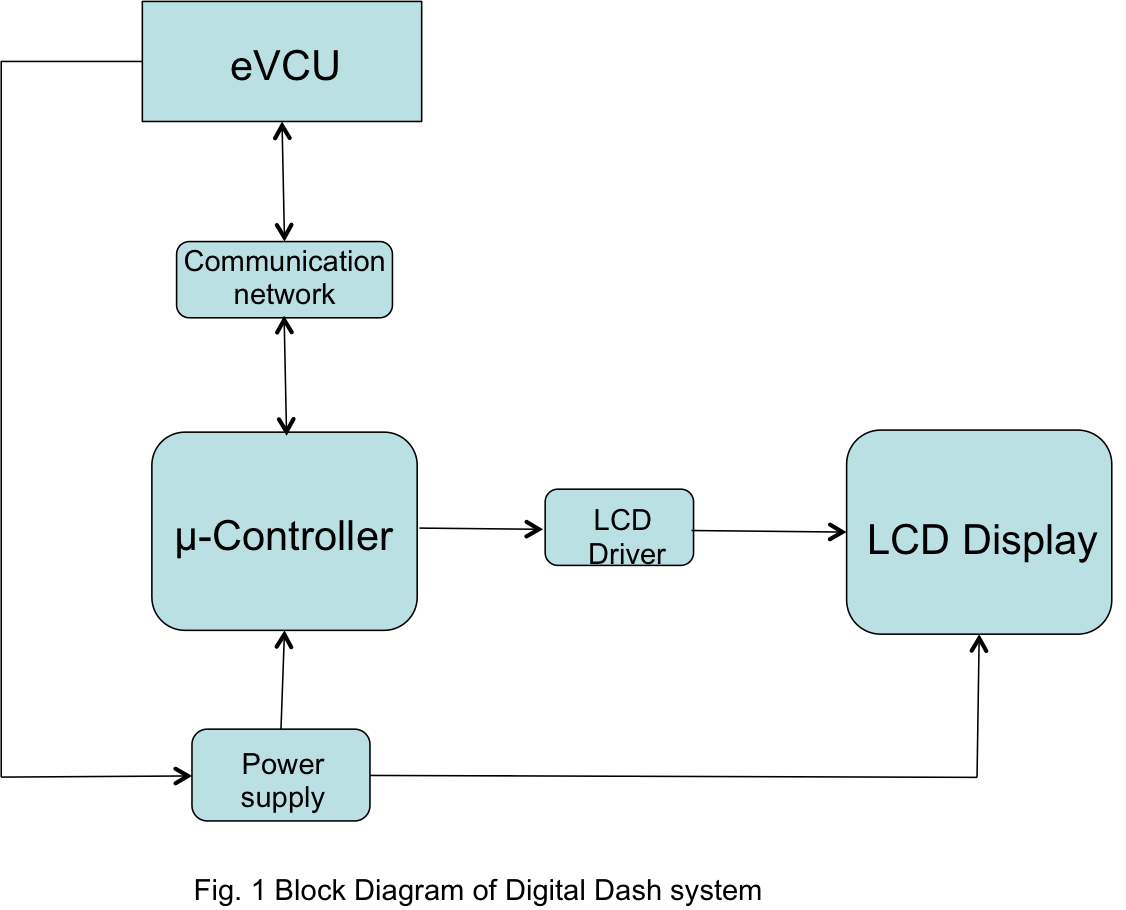 eVCU
Communication
network
µ-Controller
LCD
Driver
LCD Display
Power
supply
Fig. 1 Block Diagram of Digital Dash system